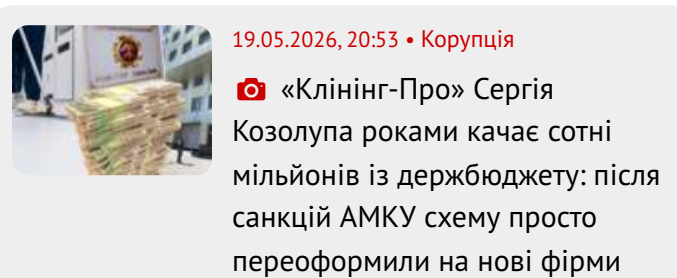 19.05.2026, 20:53 • Корупція
«Клінінг-Про» Сергія
Козолупа роками качає сотні
мільйонів із держбюджету: після
санкцій АМКУ схему просто
переоформили на нові фірми